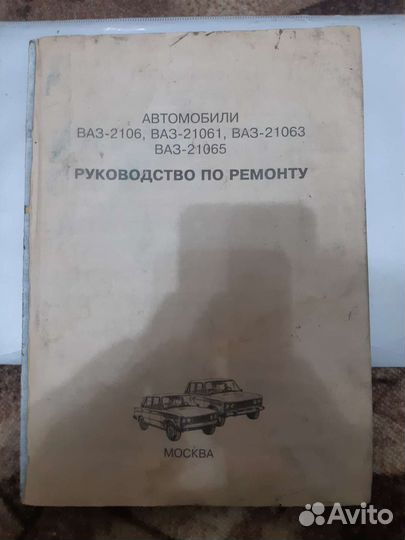 АВТОМОБИЛИ
ВАЗ-2106, ВАЗ-21061, ВАЗ-21063
ВАЗ-21065
РУКОВОДСТВО ПО РЕМОНТУ
МОСКВА
Avito